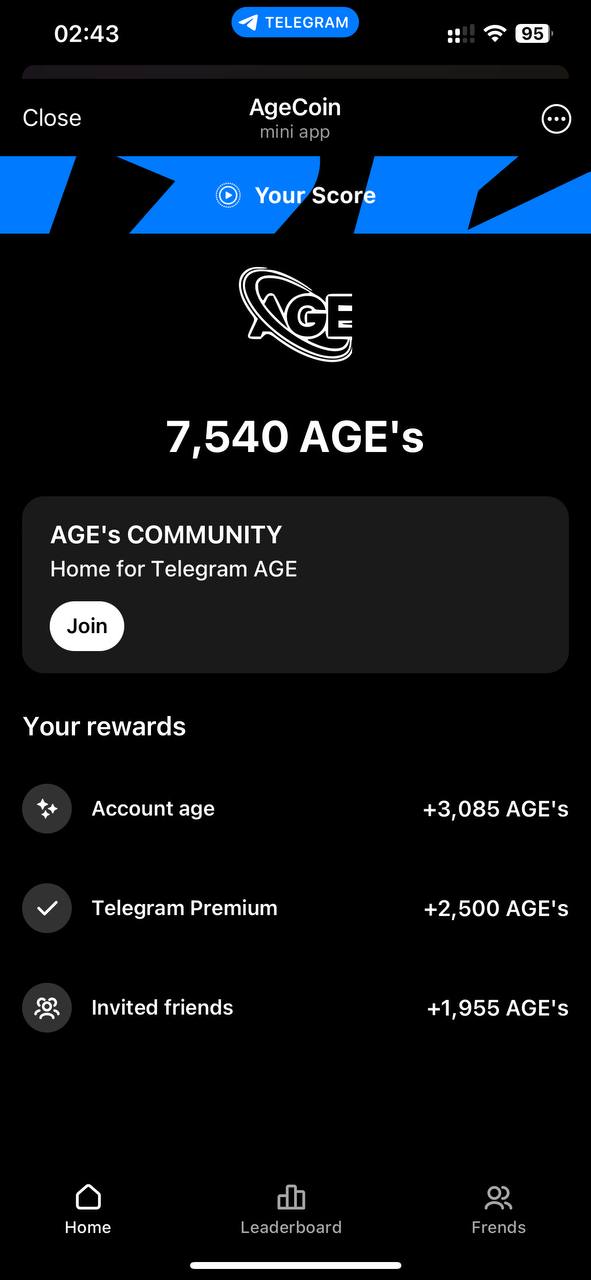 02:43
TELEGRAM
95
Close
AgeCoin
mini app
Your Score
AGE
7,540 AGE's
AGE's COMMUNITY
Home for Telegram AGE
Join
Your rewards
Account age +3,085 AGE's
Telegram Premium +2,500 AGE's
Invited friends +1,955 AGE's
Home Leaderboard Frends